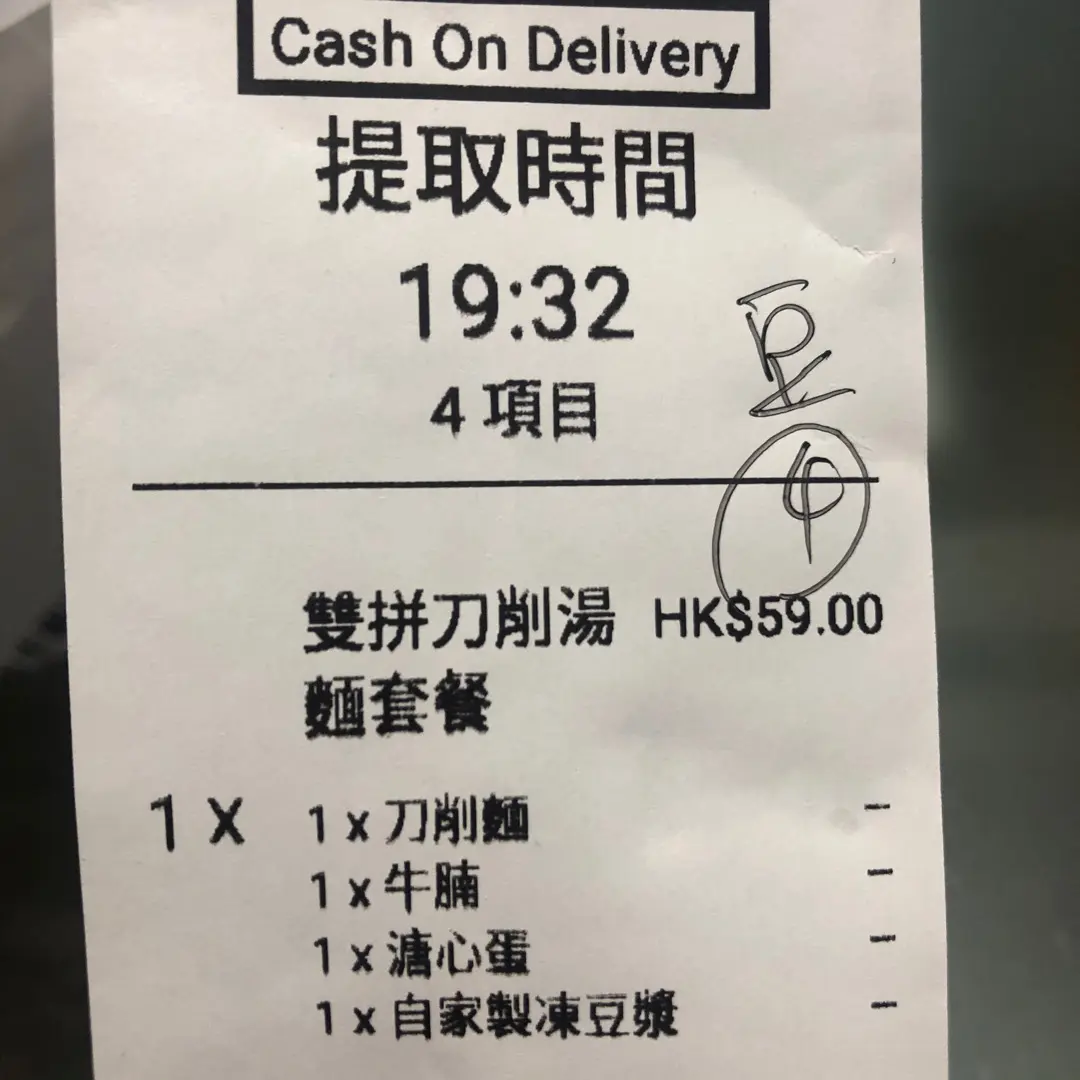 Cash On Delivery
提取時間
19:32
豆
4 項目
4
雙拼刀削湯 HK$59.00
麵套餐
1 X 1 x 刀削麵 -
1 x 牛腩 -
1 x 溏心蛋 -
1 x 自家製凍豆漿 -